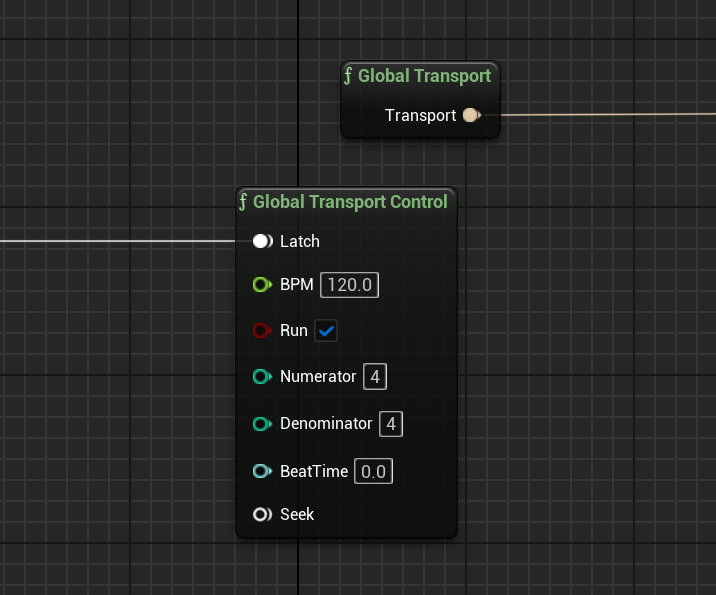 ƒ Global Transport
Transport
ƒ Global Transport Control
Latch
BPM 120.0
Run
Numerator 4
Denominator 4
BeatTime 0.0
Seek